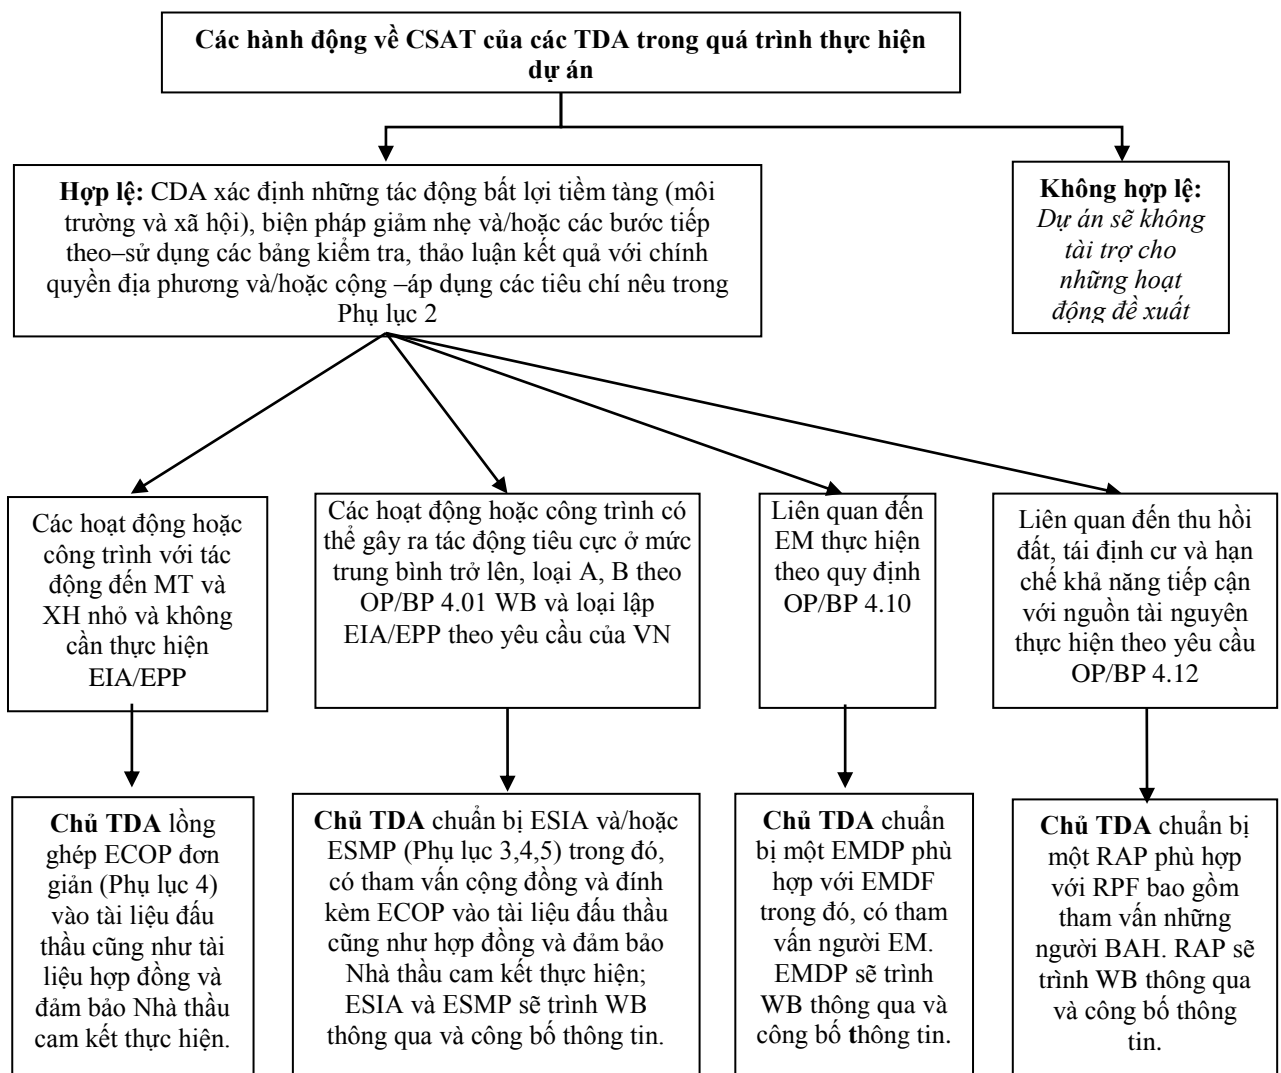 Các hành động về CSAT của các TDA trong quá trình thực hiện
dự án
Hợp lệ: CDA xác định những tác động bất lợi tiềm tàng (môi
trường và xã hội), biện pháp giảm nhẹ và/hoặc các bước tiếp
theo–sử dụng các bảng kiểm tra, thảo luận kết quả với chính
quyền địa phương và/hoặc cộng –áp dụng các tiêu chí nêu trong
Phụ lục 2
Không hợp lệ:
Dự án sẽ không
tài trợ cho
những hoạt
động đề xuất
Các hoạt động hoặc
công trình với tác
động đến MT và
XH nhỏ và không
cần thực hiện
EIA/EPP
Các hoạt động hoặc công trình có
thể gây ra tác động tiêu cực ở mức
trung bình trở lên, loại A, B theo
OP/BP 4.01 WB và loại lập
EIA/EPP theo yêu cầu của VN
Liên quan đến
EM thực hiện
theo quy định
OP/BP 4.10
Liên quan đến thu hồi
đất, tái định cư và hạn
chế khả năng tiếp cận
với nguồn tài nguyên
thực hiện theo yêu cầu
OP/BP 4.12
Chủ TDA lồng
ghép ECOP đơn
giản (Phụ lục 4)
vào tài liệu đấu
thầu cũng như tài
liệu hợp đồng và
đảm bảo Nhà thầu
cam kết thực hiện.
Chủ TDA chuẩn bị ESIA và/hoặc
ESMP (Phụ lục 3,4,5) trong đó,
có tham vấn cộng đồng và đính
kèm ECOP vào tài liệu đấu thầu
cũng như hợp đồng và đảm bảo
Nhà thầu cam kết thực hiện;
ESIA và ESMP sẽ trình WB
thông qua và công bố thông tin.
Chủ TDA chuẩn
bị một EMDP phù
hợp với EMDF
trong đó, có tham
vấn người EM.
EMDP sẽ trình
WB thông qua và
công bố thông tin.
Chủ TDA chuẩn bị
một RAP phù hợp
với RPF bao gồm
tham vấn những
người BAH. RAP sẽ
trình WB thông qua
và công bố thông
tin.